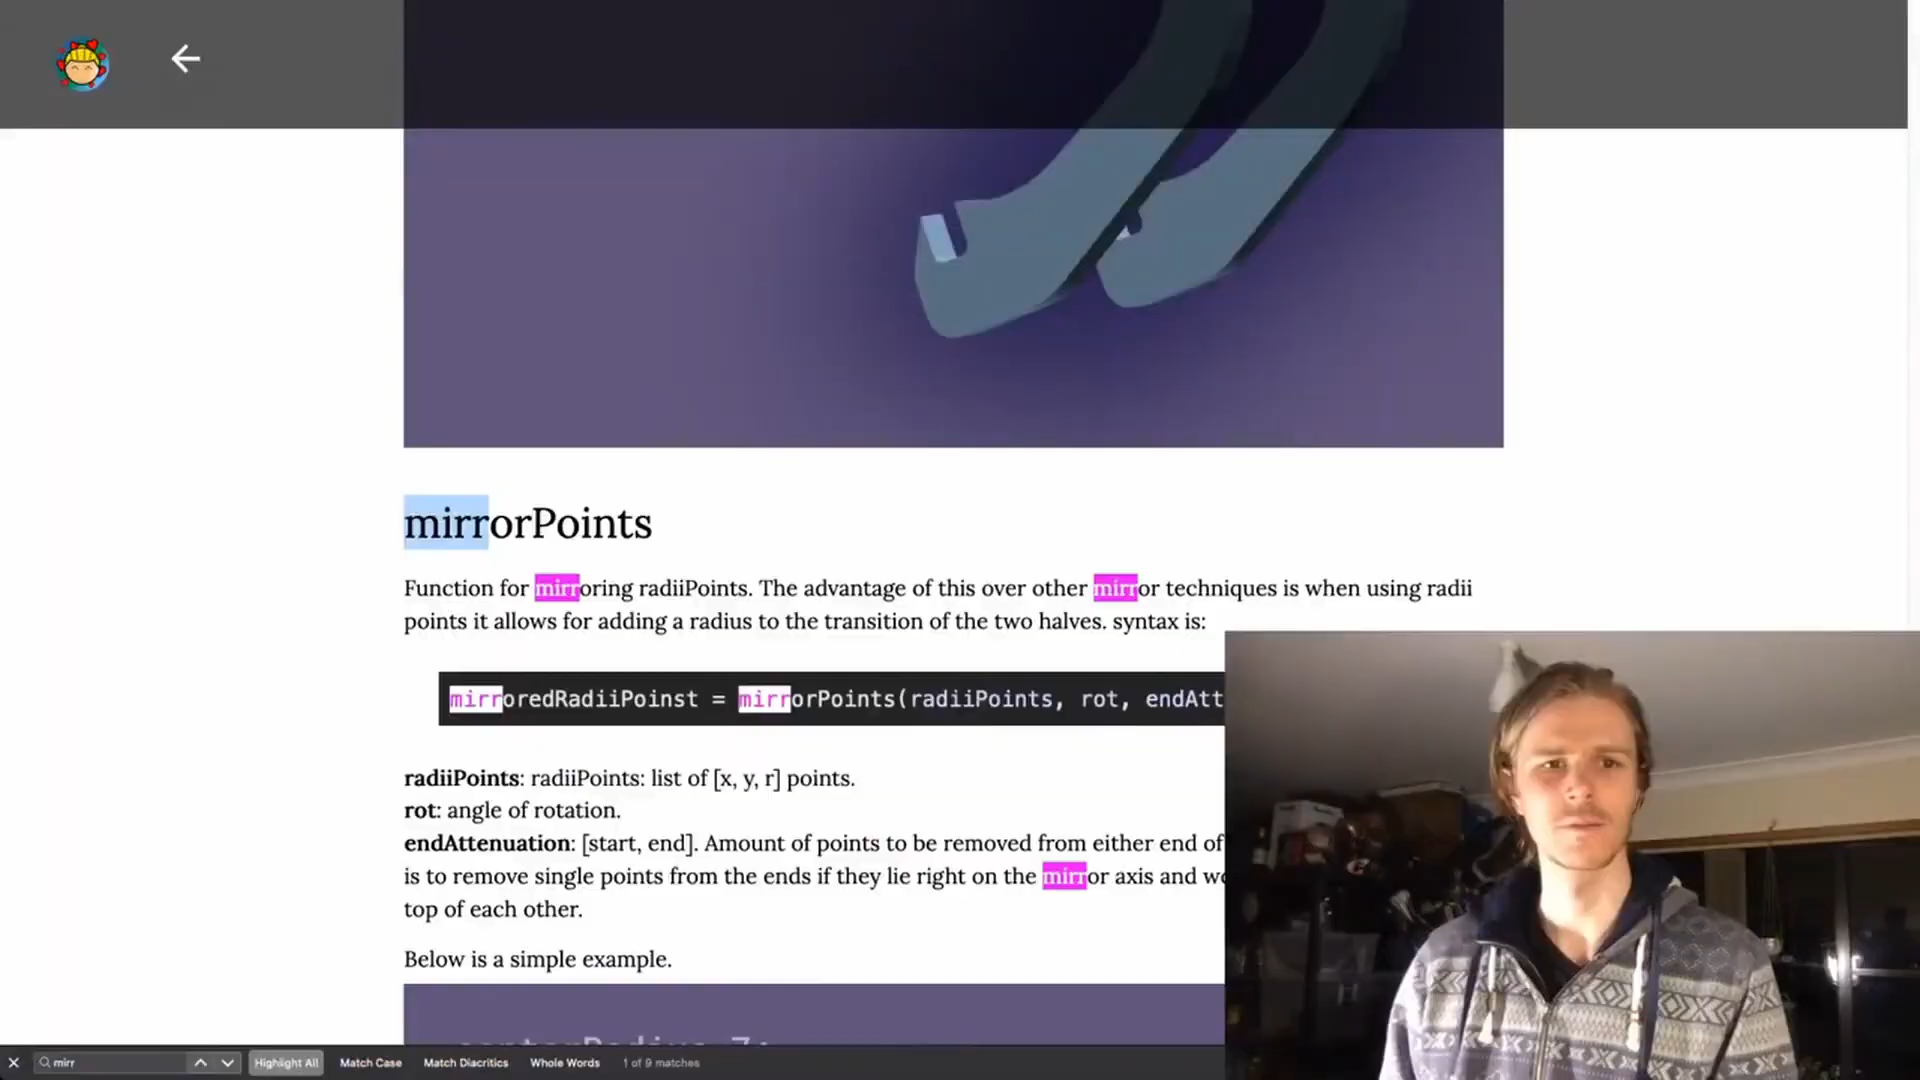 mirrorPoints
Function for mirroring radiiPoints. The advantage of this over other mirror techniques is when using radii
points it allows for adding a radius to the transition of the two halves. syntax is:
mirroredRadiiPoinst = mirrorPoints(radiiPoints, rot, endAtt
radiiPoints: radiiPoints: list of [x, y, r] points.
rot: angle of rotation.
endAttenuation: [start, end]. Amount of points to be removed from either end of
is to remove single points from the ends if they lie right on the mirror axis and wo
top of each other.
Below is a simple example.
mirr
Highlight All
Match Case
Match Diacritics
Whole Words
1 of 9 matches